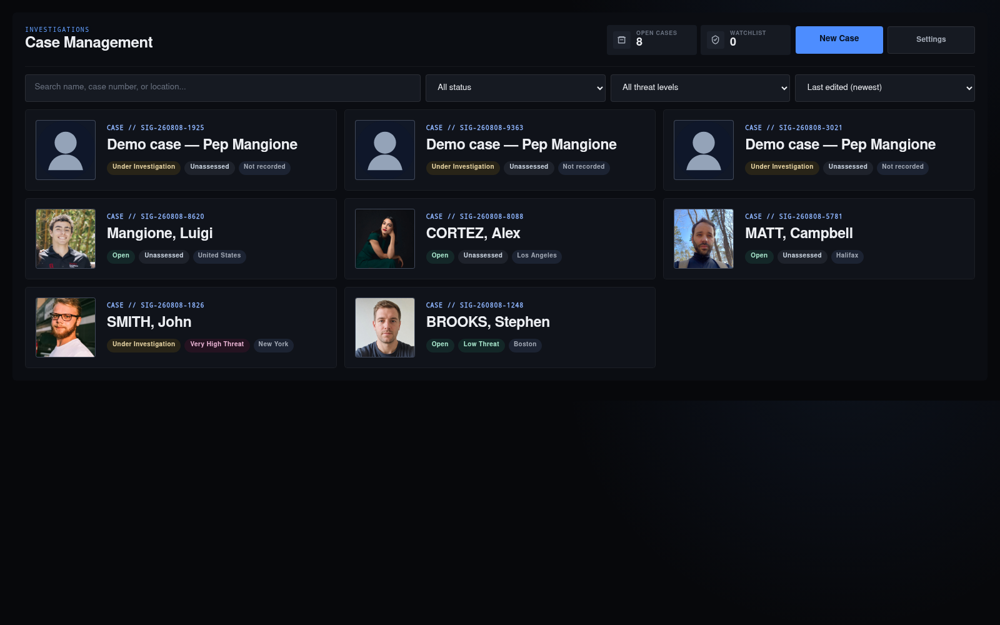 INVESTIGATIONS
Case Management
OPEN CASES
8
WATCHLIST
0
New Case
Settings
Search name, case number, or location...
All status
All threat levels
Last edited (newest)
CASE // SIG-260808-1925
Demo case — Pep Mangione
Under Investigation
Unassessed
Not recorded
CASE // SIG-260808-9363
Demo case — Pep Mangione
Under Investigation
Unassessed
Not recorded
CASE // SIG-260808-3021
Demo case — Pep Mangione
Under Investigation
Unassessed
Not recorded
CASE // SIG-260808-8620
Mangione, Luigi
Open
Unassessed
United States
CASE // SIG-260808-8088
CORTEZ, Alex
Open
Unassessed
Los Angeles
CASE // SIG-260808-5781
MATT, Campbell
Open
Unassessed
Halifax
CASE // SIG-260808-1826
SMITH, John
Under Investigation
Very High Threat
New York
CASE // SIG-260808-1248
BROOKS, Stephen
Open
Low Threat
Boston